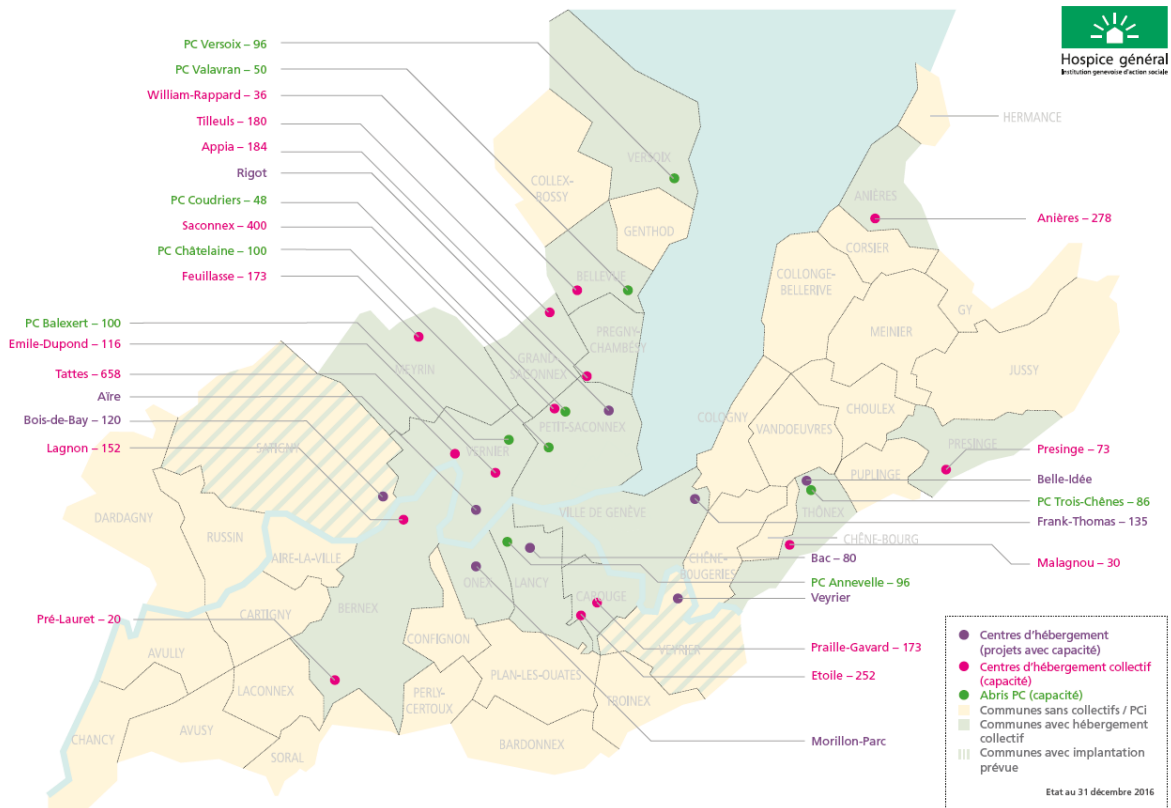 Hospice général
Institution genevoise d'action sociale
PC Versoix – 96
PC Valavran – 50
William-Rappard – 36
Tilleuls – 180
Appia – 184
Rigot
PC Coudriers – 48
Saconnex – 400
PC Châtelaine – 100
Feuillasse – 173
PC Balexert – 100
Emile-Dupond – 116
Tattes – 658
Aïre
Bois-de-Bay – 120
Lagnon – 152
Pré-Lauret – 20
Anières – 278
Presinge – 73
Belle-Idée
PC Trois-Chênes – 86
Frank-Thomas – 135
Malagnou – 30
Bac – 80
PC Annevelle – 96
Veyrier
Praille-Gavard – 173
Etoile – 252
Morillon-Parc
HERMANCE
VERSOIX
COLLEX-
BOSSY
ANIÈRES
GENTHOD
CORSIER
BELLEVUE
COLLONGE-
BELLERIVE
GY
PREGNY-
CHAMBÉSY
MEINIER
GRAND-
SACONNEX
MEYRIN
JUSSY
CHOULEX
COLOGNY
PETIT-SACONNEX
VANDOEUVRES
PRESINGE
SATIGNY
VERNIER
PUPLINGE
DARDAGNY
VILLE DE GENÈVE
THÔNEX
RUSSIN
CHÊNE-BOURG
AIRE-LA-VILLE
CHÊNE-
BOUGERIES
ONEX
LANCY
CAROUGE
CARTIGNY
BERNEX
CONFIGNON
VEYRIER
AVULLY
PLAN-LES-OUATES
LACONNEX
PERLY-
CERTOUX
TROINEX
AVUSY
CHANCY
SORAL
BARDONNEX
Centres d'hébergement
(projets avec capacité)
Centres d'hébergement collectif
(capacité)
Abris PC (capacité)
Communes sans collectifs / PCi
Communes avec hébergement
collectif
Communes avec implantation
prévue
Etat au 31 décembre 2016